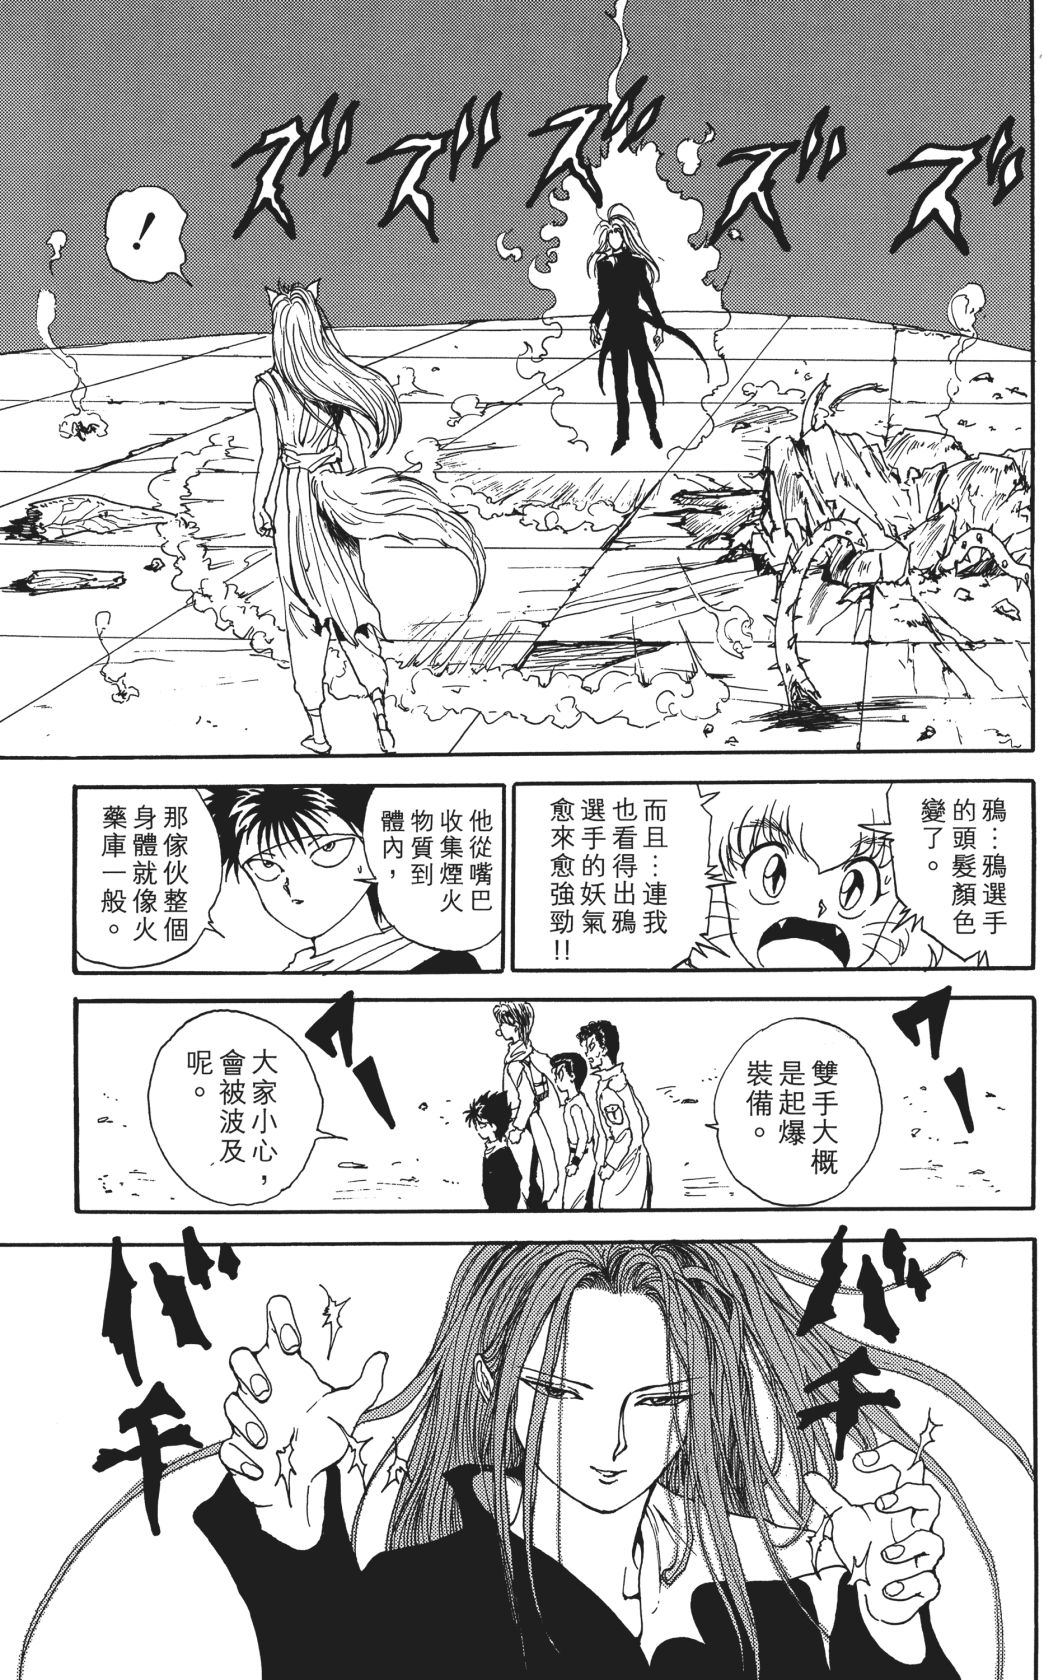 ズズズズズ
！
鴉…鴉選手
的頭髮顏色
變了。
而且…連我
也看得出鴉
選手的妖氣
愈來愈強勁!!
他從嘴巴
收集煙火
物質到
體內，
那傢伙整個
身體就像火
藥庫一般。
雙手大概
是起爆
裝備。
大家小心，
會被波及
呢。
バチ
バチ